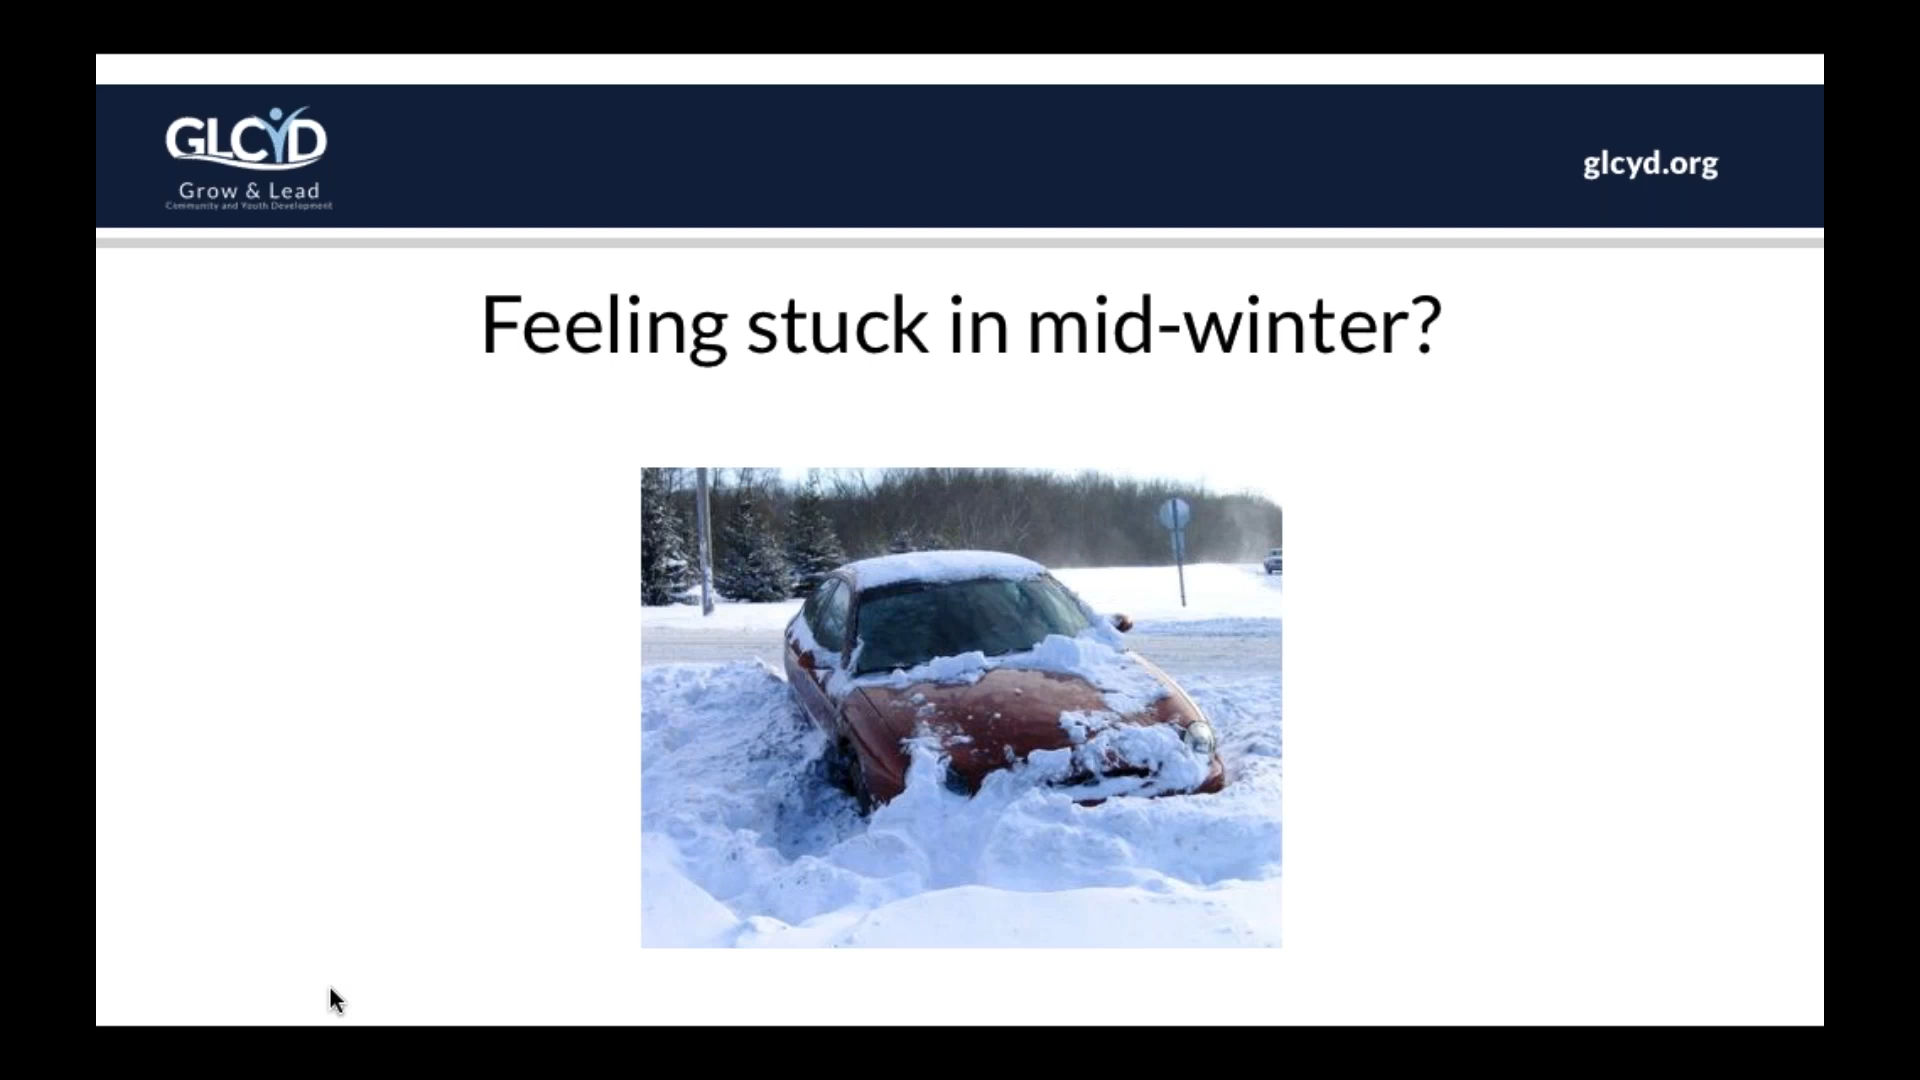 GLCYD
Grow & Lead
Community and Youth Development
glcyd.org
Feeling stuck in mid-winter?